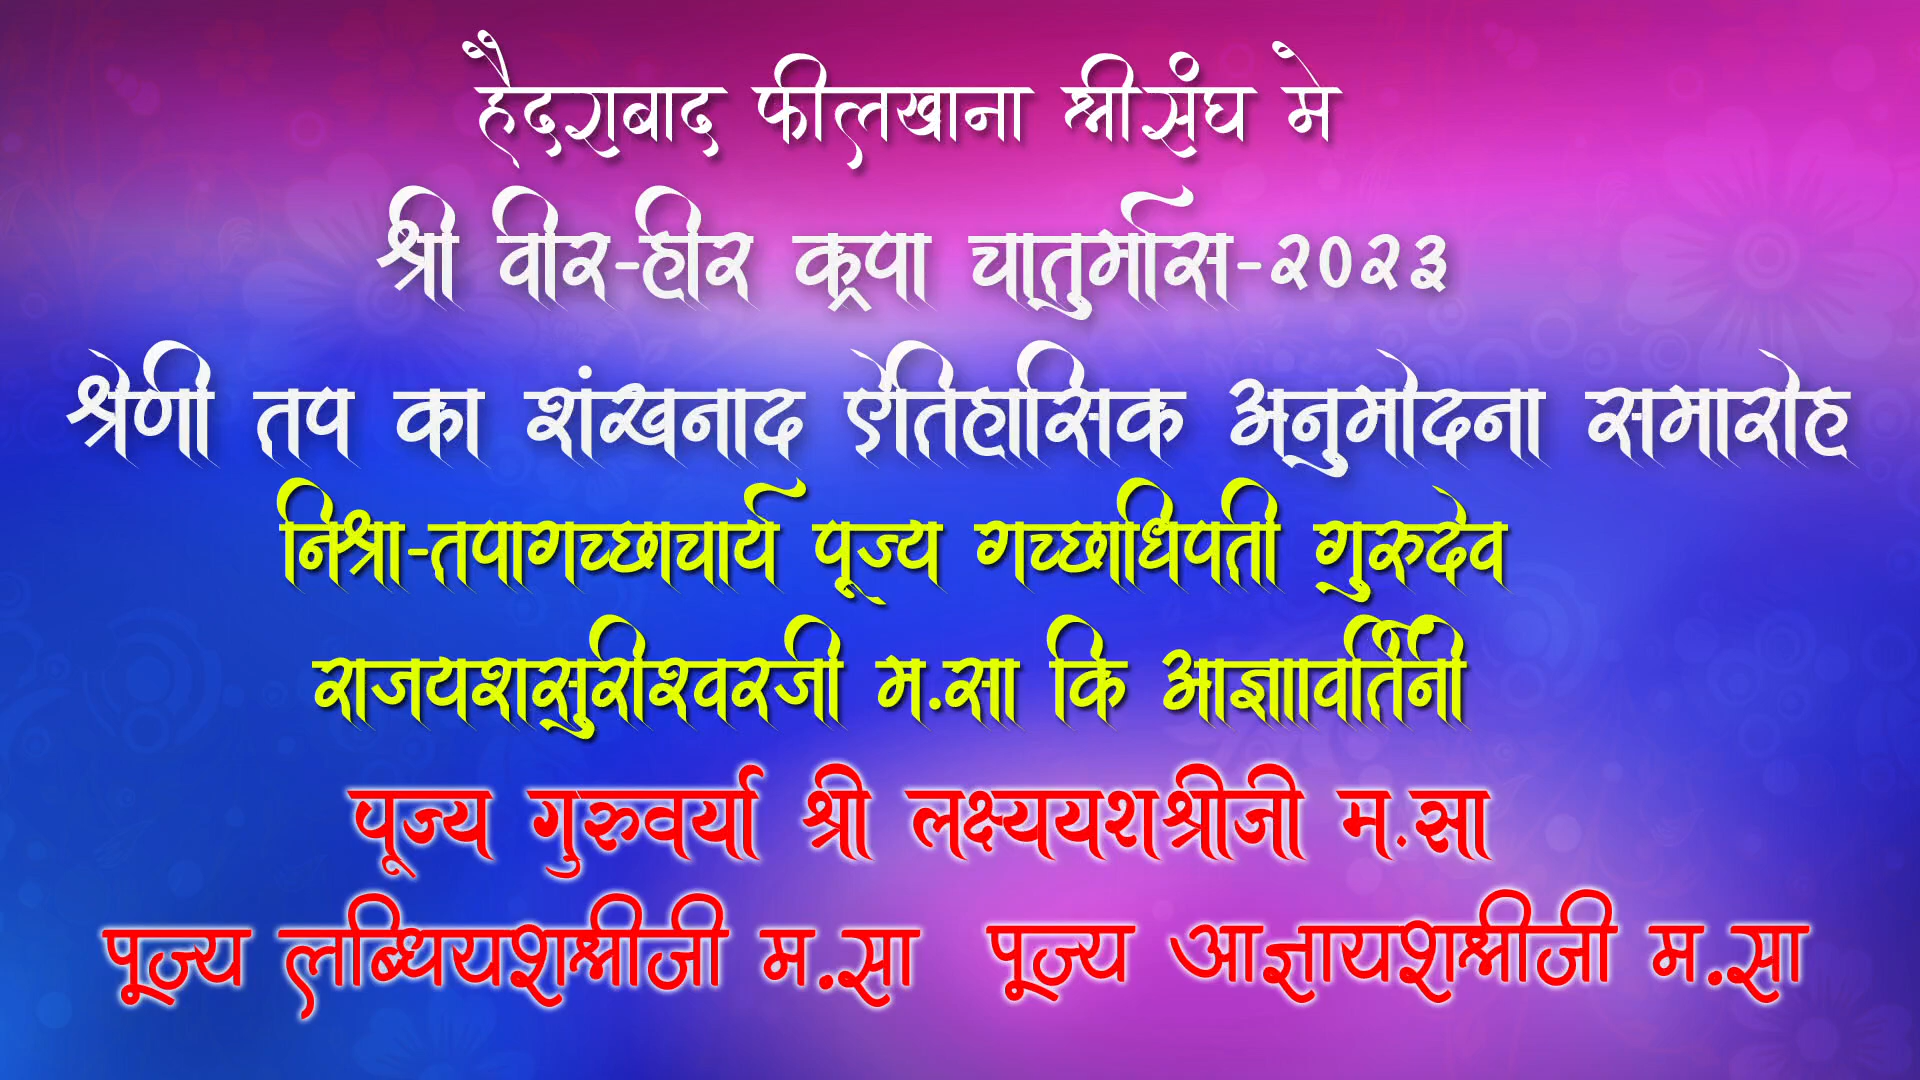 हैदराबाद फीलखाना श्रीसंघ मे
श्री वीर-हीर कृपा चातुर्मास-२०२३
श्रेणी तप का शंखनाद ऐतिहासिक अनुमोदना समारोह
निश्रा-तपागच्छाचार्य पूज्य गच्छाधिपती गुरुदेव
राजयशसुरीश्वरजी म.सा कि आज्ञाावर्तिनी
पूज्य गुरुवर्या श्री लक्ष्ययशश्रीजी म.सा
पूज्य लब्धियशश्रीजी म.सा पूज्य आज्ञायशश्रीजी म.सा